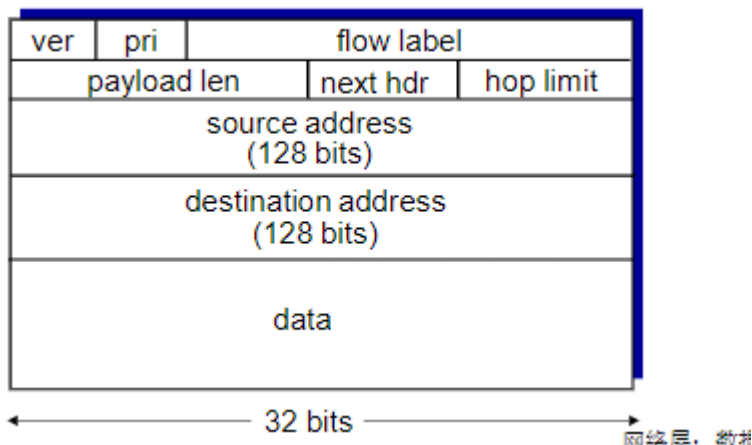 ver pri flow label
payload len next hdr hop limit
source address
(128 bits)
destination address
(128 bits)
data
32 bits
网络层：数据